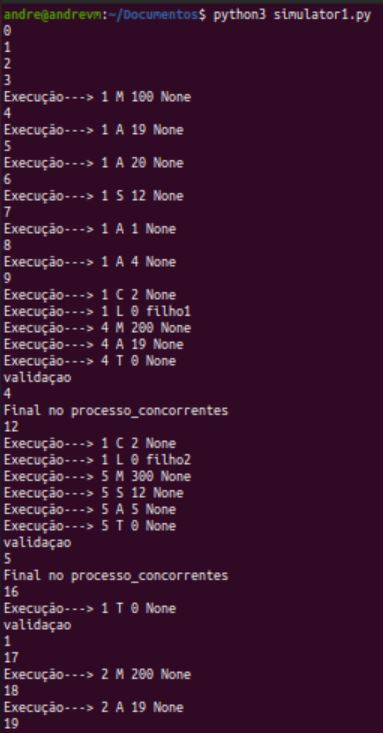 andre@andrevm:~/Documentos$ python3 simulator1.py
0
1
2
3
Execução---> 1 M 100 None
4
Execução---> 1 A 19 None
5
Execução---> 1 A 20 None
6
Execução---> 1 S 12 None
7
Execução---> 1 A 1 None
8
Execução---> 1 A 4 None
9
Execução---> 1 C 2 None
Execução---> 1 L 0 filho1
Execução---> 4 M 200 None
Execução---> 4 A 19 None
Execução---> 4 T 0 None
validaçao
4
Final no processo_concorrentes
12
Execução---> 1 C 2 None
Execução---> 1 L 0 filho2
Execução---> 5 M 300 None
Execução---> 5 S 12 None
Execução---> 5 A 5 None
Execução---> 5 T 0 None
validaçao
5
Final no processo_concorrentes
16
Execução---> 1 T 0 None
validaçao
1
17
Execução---> 2 M 200 None
18
Execução---> 2 A 19 None
19